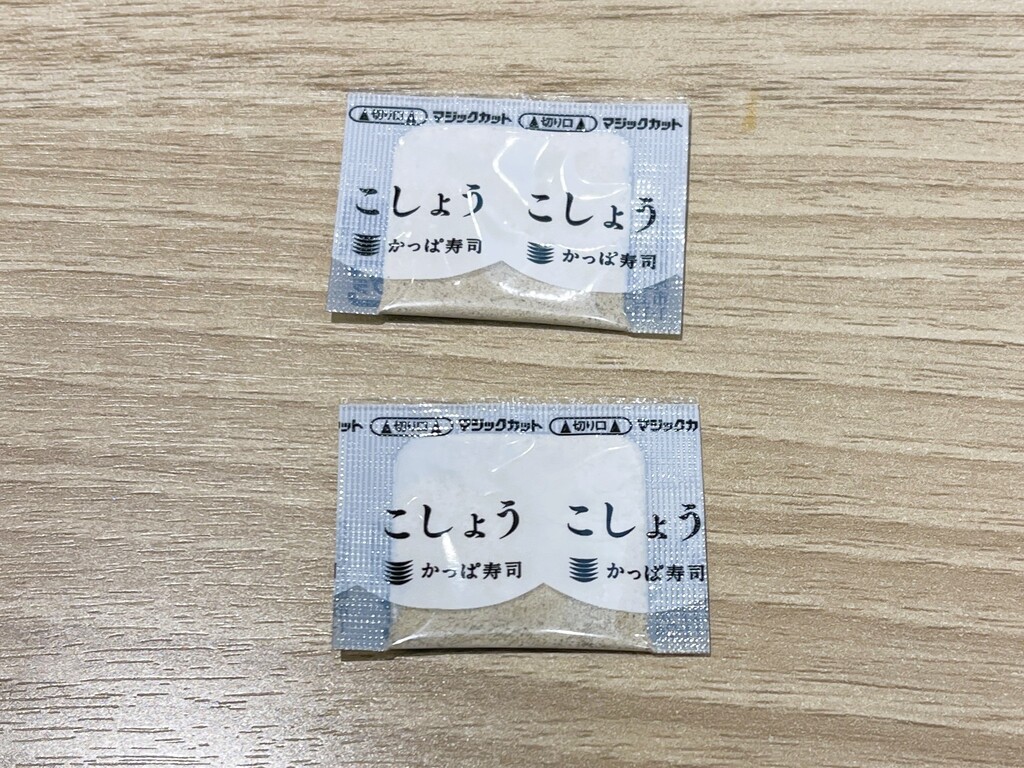 切り口 マジックカット 切り口 マジックカット
こしょう こしょう
かっぱ寿司 かっぱ寿司
ット 切り口 マジックカット 切り口 マジックカ
こしょう こしょう
かっぱ寿司 かっぱ寿司